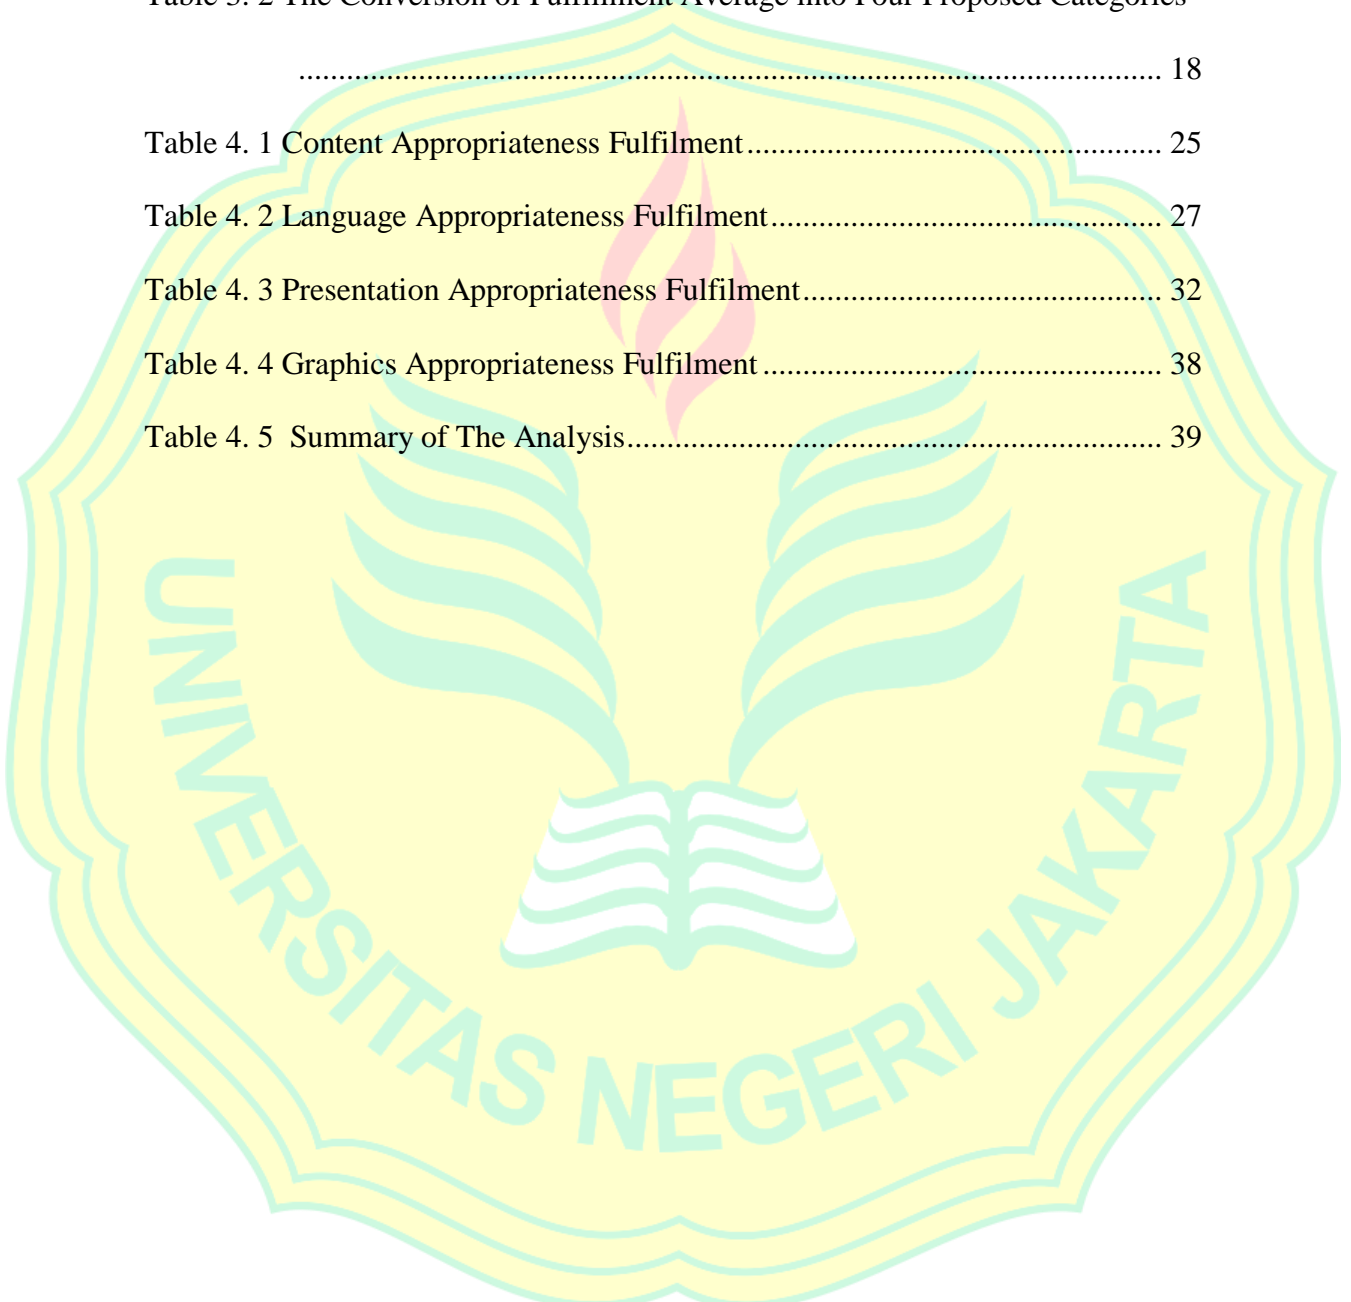 Table 3. 2 The Conversion of Fulfillment Average into Four Proposed Categories
............................................................................................................ 18
Table 4. 1 Content Appropriateness Fulfilment.................................................... 25
Table 4. 2 Language Appropriateness Fulfilment................................................. 27
Table 4. 3 Presentation Appropriateness Fulfilment............................................. 32
Table 4. 4 Graphics Appropriateness Fulfilment.................................................. 38
Table 4. 5  Summary of The Analysis................................................................... 39
UNIVERSITAS NEGERI JAKARTA